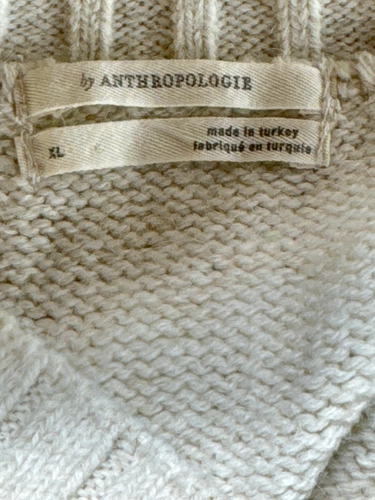 by ANTHROPOLOGIE
made in turkey
XL
fabriqué en turquie